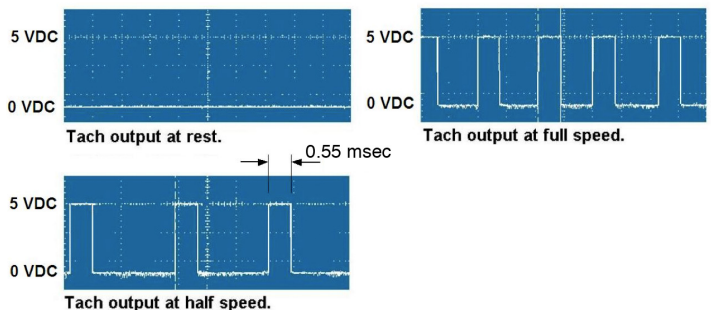 5 VDC
0 VDC
Tach output at rest.
5 VDC
0 VDC
Tach output at full speed.
0.55 msec
5 VDC
0 VDC
Tach output at half speed.